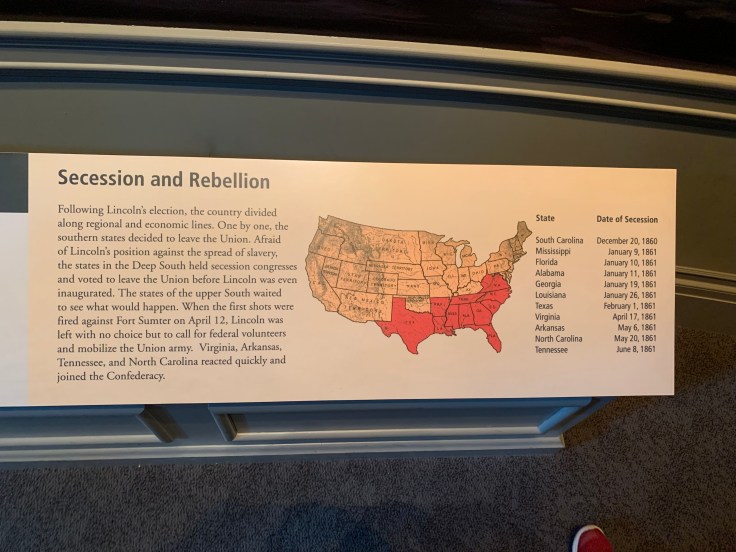 Secession and Rebellion
Following Lincoln's election, the country divided
along regional and economic lines. One by one, the
southern states decided to leave the Union. Afraid
of Lincoln's position against the spread of slavery,
the states in the Deep South held secession congresses
and voted to leave the Union before Lincoln was even
inaugurated. The states of the upper South waited
to see what would happen. When the first shots were
fired against Fort Sumter on April 12, Lincoln was
left with no choice but to call for federal volunteers
and mobilize the Union army. Virginia, Arkansas,
Tennessee, and North Carolina reacted quickly and
joined the Confederacy.
State Date of Secession
South Carolina December 20, 1860
Mississippi January 9, 1861
Florida January 10, 1861
Alabama January 11, 1861
Georgia January 19, 1861
Louisiana January 26, 1861
Texas February 1, 1861
Virginia April 17, 1861
Arkansas May 6, 1861
North Carolina May 20, 1861
Tennessee June 8, 1861